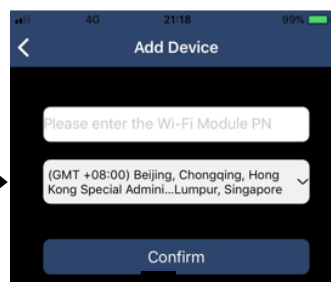 4G 21:18 99%
Add Device
Please enter the Wi-Fi Module PN
(GMT +08:00) Beijing, Chongqing, Hong
Kong Special Admini...Lumpur, Singapore
Confirm